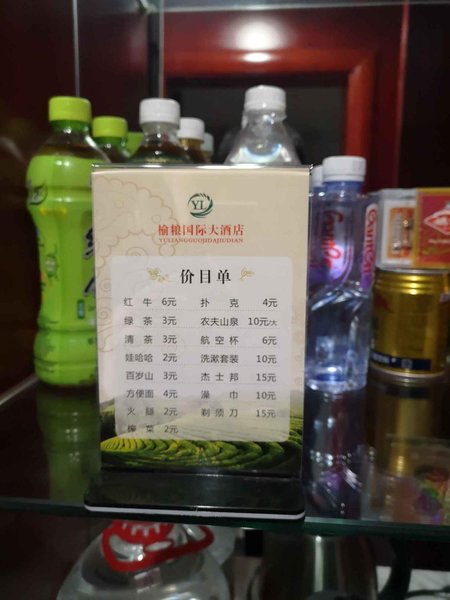 YL
榆粮国际大酒店
YULIANGGUOJIDAJIUDIAN
价目单
红牛 6元 扑克 4元
绿茶 3元 农夫山泉 10元/大
清茶 3元 航空杯 6元
娃哈哈 2元 洗漱套装 10元
百岁山 3元 杰士邦 15元
方便面 4元 澡巾 10元
火腿 2元 剃须刀 15元
榨菜 2元